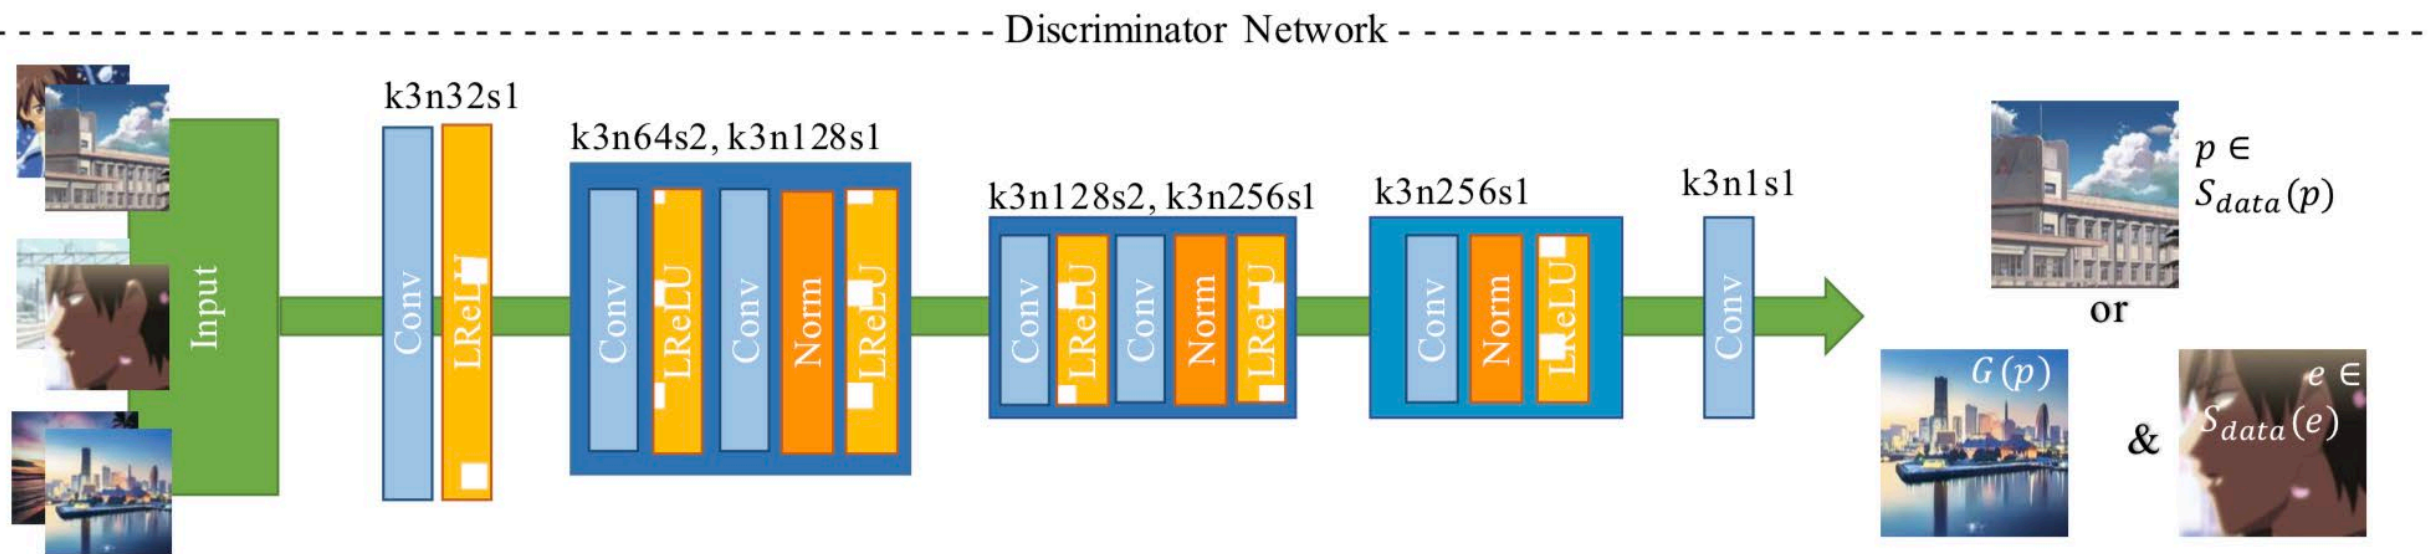 Discriminator Network
Input
k3n32s1
Conv
LReLU
k3n64s2, k3n128s1
Conv
LReLU
Conv
Norm
LReLU
k3n128s2, k3n256s1
Conv
LReLU
Conv
Norm
LReLU
k3n256s1
Conv
Norm
LReLU
k3n1s1
Conv
p ∈
S_data(p)
or
G(p)
&
e ∈
S_data(e)